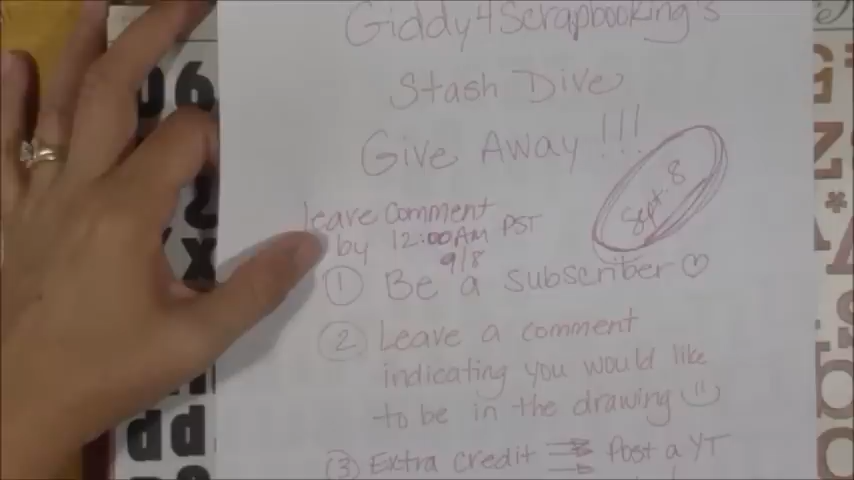 Giddy4Scrapbooking's
Stash Dive
Give Away !!!
Sept. 8
leave comment
by 12:00AM PST
9/8
① Be a subscriber ♡
② Leave a comment
indicating you would like
to be in the drawing
③ Extra credit ⇒ Post a YT